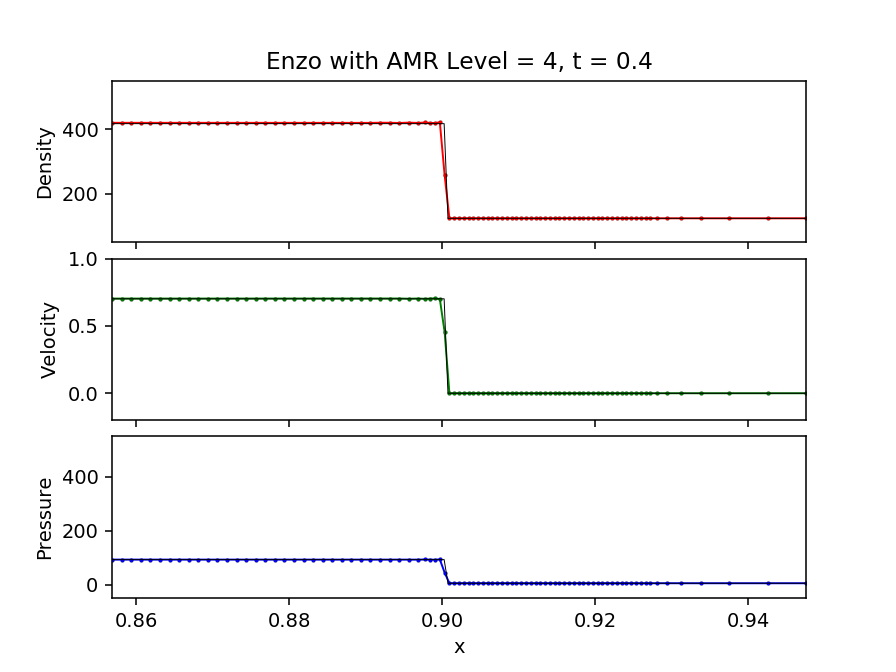 Enzo with AMR Level = 4, t = 0.4
Density
400
200
Velocity
1.0
0.5
0.0
Pressure
400
200
0
0.86 0.88 0.90 0.92 0.94
x